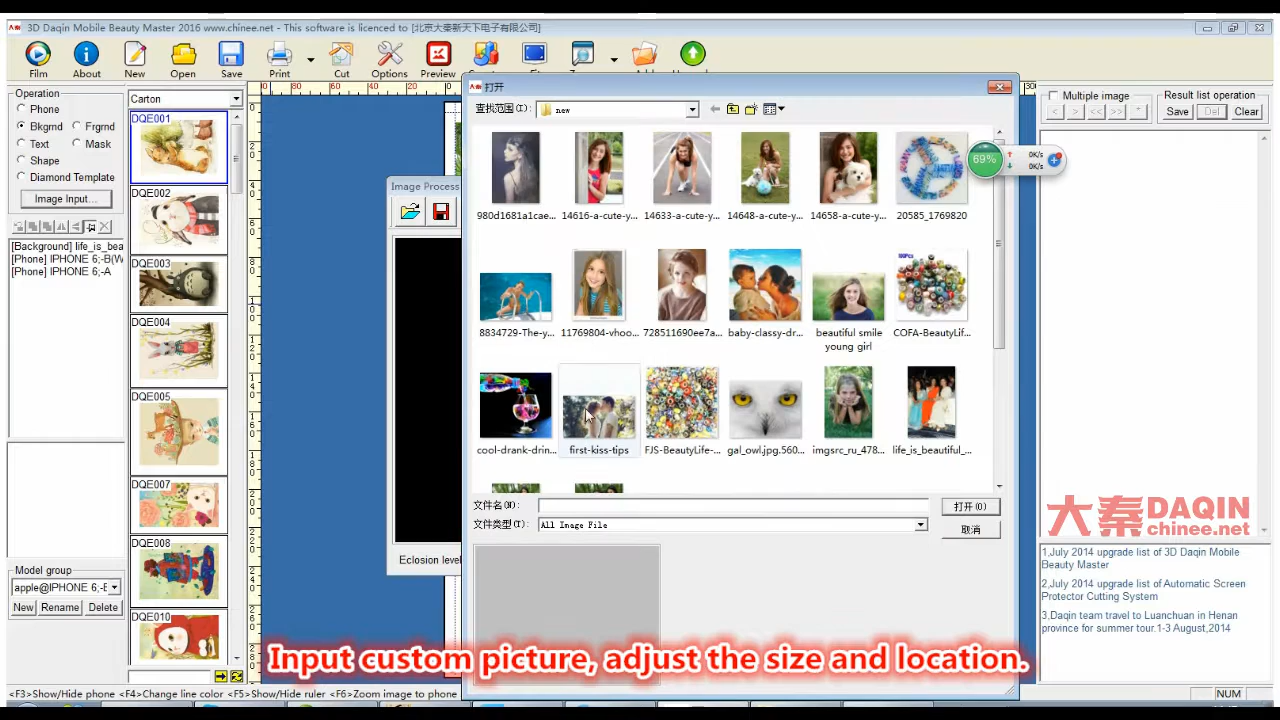 3D Daqin Mobile Beauty Master 2016 www.chinee.net - This software is licenced to [北京大秦新天下电子有限公司]
Film
About
New
Open
Save
Print
Cut
Options
Preview
Operation
Phone
Bkgrnd
Frgrnd
Text
Mask
Shape
Diamond Template
Image Input...
[Background] life_is_bea
[Phone] IPHONE 6;-B(W
[Phone] IPHONE 6;-A
Model group
apple@IPHONE 6;-E
New
Rename
Delete
Carton
DQE001
DQE002
DQE003
DQE004
DQE005
DQE007
DQE008
DQE010
Image Process
Eclosion level
打开
查找范围(I):
new
980d1681a1cae...
14616-a-cute-y...
14633-a-cute-y...
14648-a-cute-y...
14658-a-cute-y...
20585_1769820
8834729-The-y...
11769804-vhoo...
728511690ee7a...
baby-classy-dr...
beautiful smile
young girl
COFA-BeautyLif...
cool-drank-drin...
first-kiss-tips
FJS-BeautyLife-...
gal_owl.jpg.560...
imgsrc_ru_478...
life_is_beautiful_...
文件名(N):
打开(O)
文件类型(T):
All Image File
取消
69%
0K/s
0K/s
Multiple image
Result list operation
<
>
<<
>>
*
Save
Del
Clear
大秦 DAQIN
chinee.net
1,July 2014 upgrade list of 3D Daqin Mobile
Beauty Master
2,July 2014 upgrade list of Automatic Screen
Protector Cutting System
3,Daqin team travel to Luanchuan in Henan
province for summer tour.1-3 August,2014
Input custom picture, adjust the size and location.
<F3>Show/Hide phone <F4>Change line color <F5>Show/Hide ruler <F6>Zoom image to phone
NUM